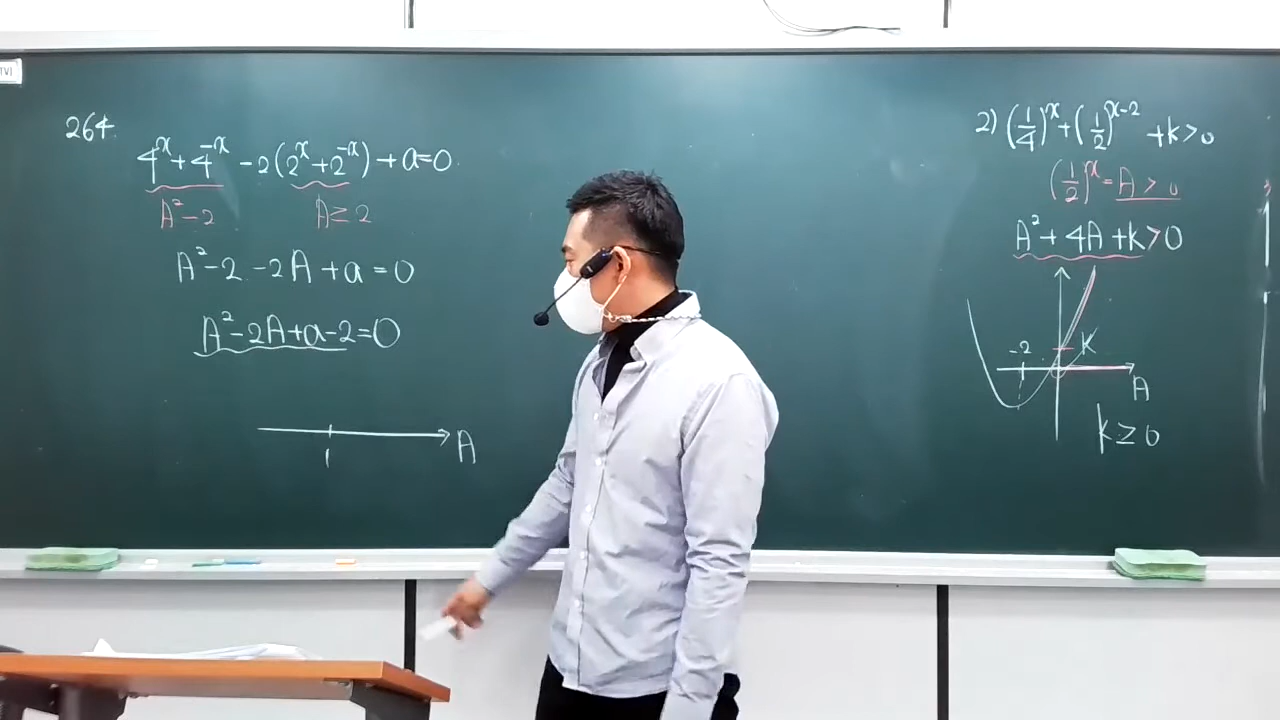 TV
264.
4^x + 4^-x - 2(2^x + 2^-x) + a = 0.
A² - 2 A ≥ 2
A² - 2 - 2A + a = 0
A² - 2A + a - 2 = 0
1 A
2) (1/4)^x + (1/2)^x-2 + k > 0
(1/2)^x = A > 0
A² + 4A + k > 0
-2 K
A
k ≥ 0